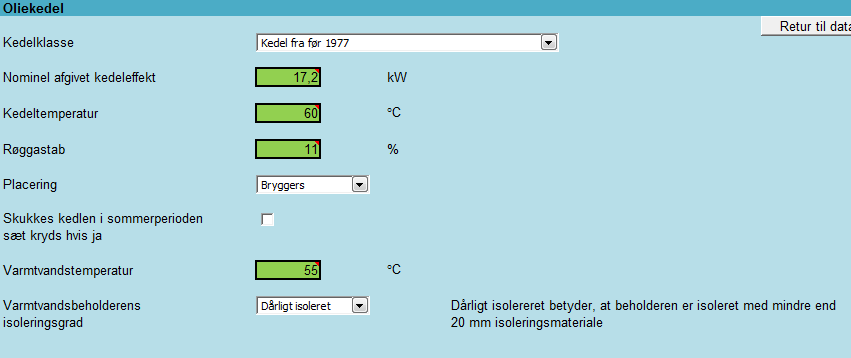 Oliekedel
Retur til data
Kedelklasse Kedel fra før 1977
Nominel afgivet kedeleffekt 17,2 kW
Kedeltemperatur 60 °C
Røggastab 11 %
Placering Bryggers
Skukkes kedlen i sommerperioden
sæt kryds hvis ja
Varmtvandstemperatur 55 °C
Varmtvandsbeholderens Dårligt isoleret Dårligt isolereret betyder, at beholderen er isoleret med mindre end
isoleringsgrad 20 mm isoleringsmateriale